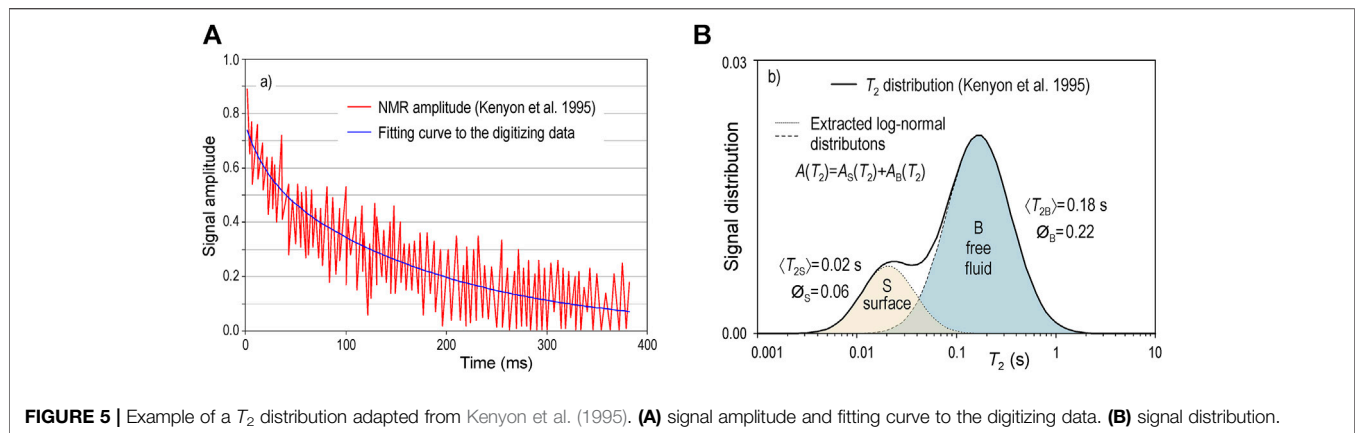 A
a)
1.0
0.8
0.6
0.4
0.2
0.0
Signal amplitude
NMR amplitude (Kenyon et al. 1995)
Fitting curve to the digitizing data
0
100
200
300
400
Time (ms)
B
b)
0.03
0.00
Signal distribution
T2 distribution (Kenyon et al. 1995)
Extracted log-normal
distributons
A(T2)=AS(T2)+AB(T2)
⟨T2B⟩=0.18 s
ØB=0.22
B
free
fluid
⟨T2S⟩=0.02 s
ØS=0.06
S
surface
0.001
0.01
0.1
1
10
T2 (s)
FIGURE 5 | Example of a T2 distribution adapted from Kenyon et al. (1995). (A) signal amplitude and fitting curve to the digitizing data. (B) signal distribution.